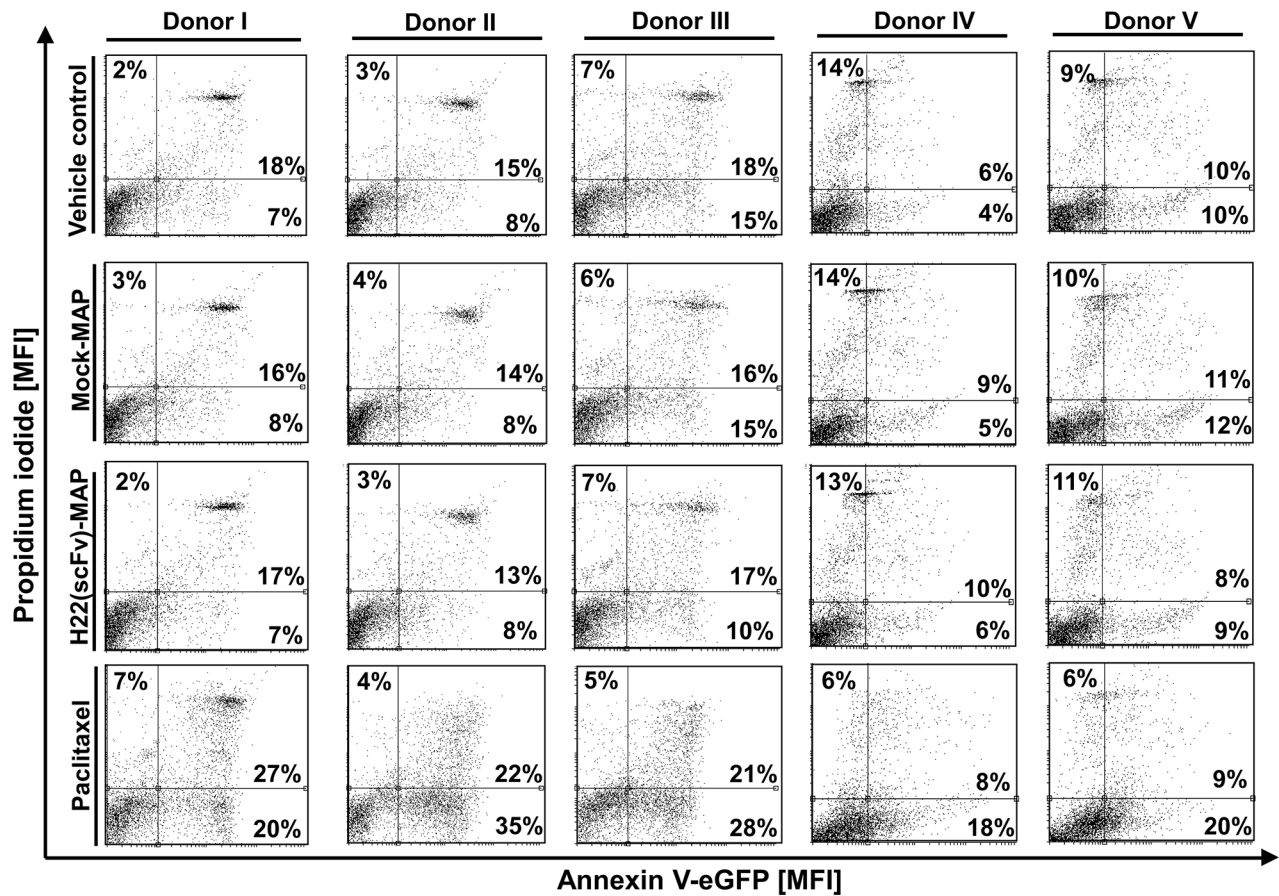 Donor I Donor II Donor III Donor IV Donor V
Propidium iodide [MFI]
Vehicle control
2% 3% 7% 14% 9%
18% 15% 18% 6% 10%
7% 8% 15% 4% 10%
Mock-MAP
3% 4% 6% 14% 10%
16% 14% 16% 9% 11%
8% 8% 15% 5% 12%
H22(scFv)-MAP
2% 3% 7% 13% 11%
17% 13% 17% 10% 8%
7% 8% 10% 6% 9%
Paclitaxel
7% 4% 5% 6% 6%
27% 22% 21% 8% 9%
20% 35% 28% 18% 20%
Annexin V-eGFP [MFI]